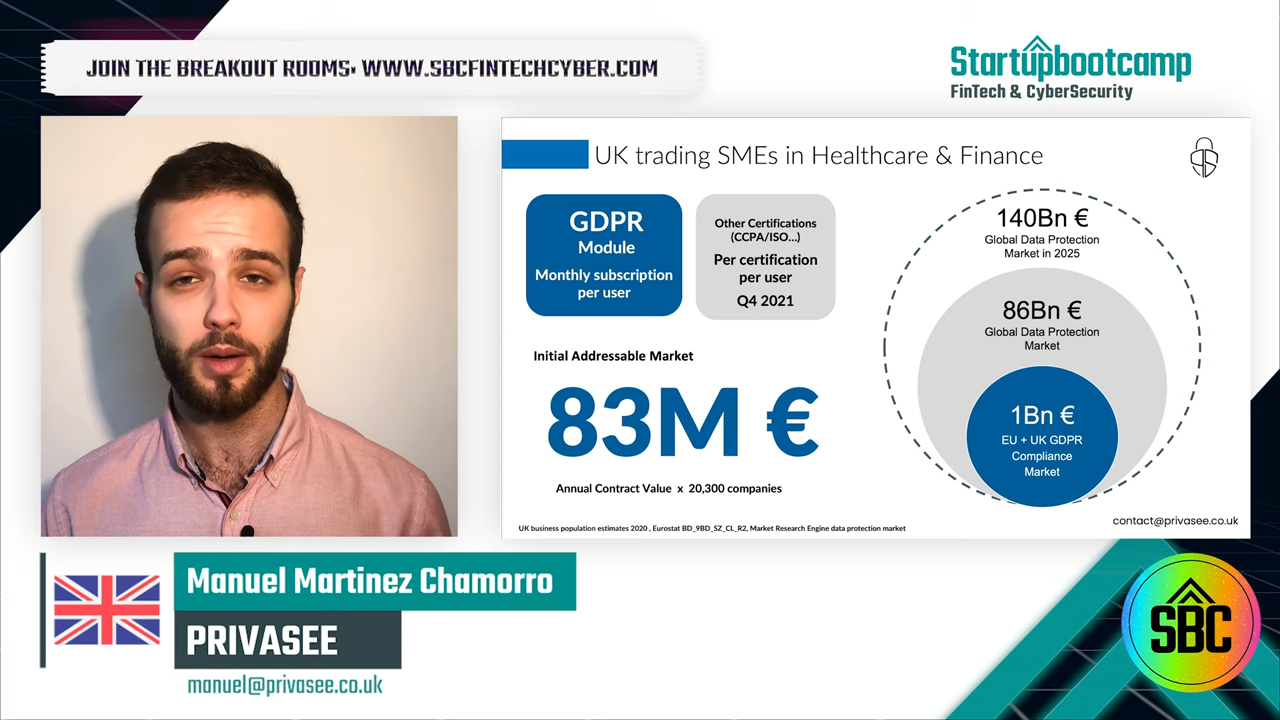 JOIN THE BREAKOUT ROOMS: WWW.SBCFINTECHCYBER.COM
Startupbootcamp
FinTech & CyberSecurity
UK trading SMEs in Healthcare & Finance
GDPR
Module
Monthly subscription
per user
Other Certifications
(CCPA/ISO...)
Per certification
per user
Q4 2021
Initial Addressable Market
83M €
Annual Contract Value x 20,300 companies
UK business population estimates 2020 , Eurostat BD_9BD_SZ_CL_R2, Market Research Engine data protection market
140Bn €
Global Data Protection
Market in 2025
86Bn €
Global Data Protection
Market
1Bn €
EU + UK GDPR
Compliance
Market
contact@privasee.co.uk
Manuel Martinez Chamorro
PRIVASEE
manuel@privasee.co.uk
SBC